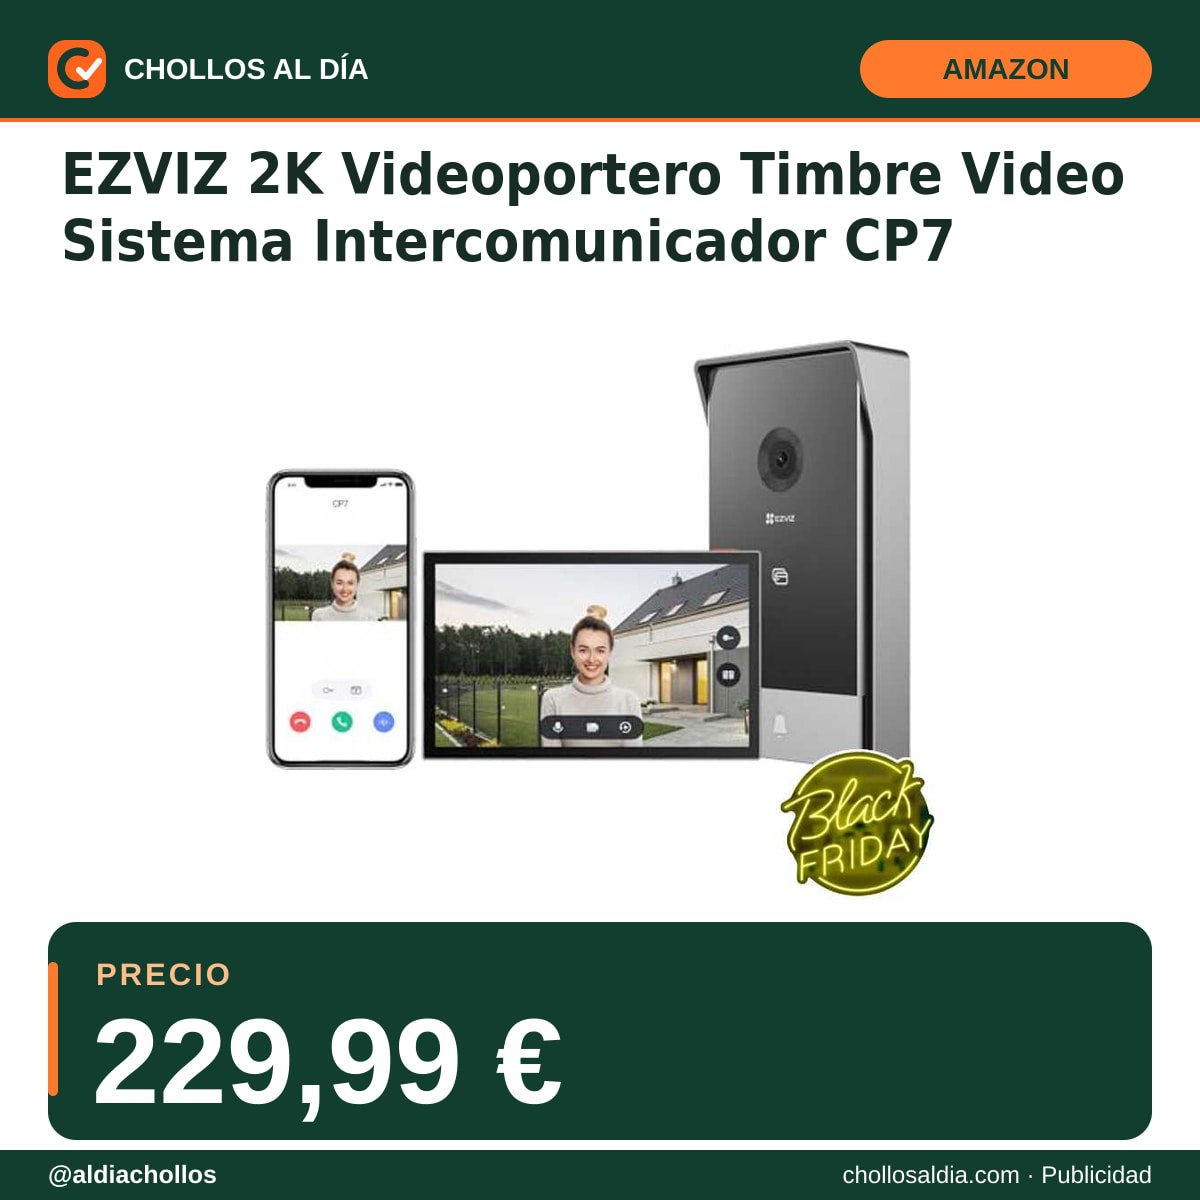 CHOLLOS AL DÍA
AMAZON
EZVIZ 2K Videoportero Timbre Video
Sistema Intercomunicador CP7
CP7
EZVIZ
Black
FRIDAY
PRECIO
229,99 €
@aldiachollos
chollosaldia.com · Publicidad